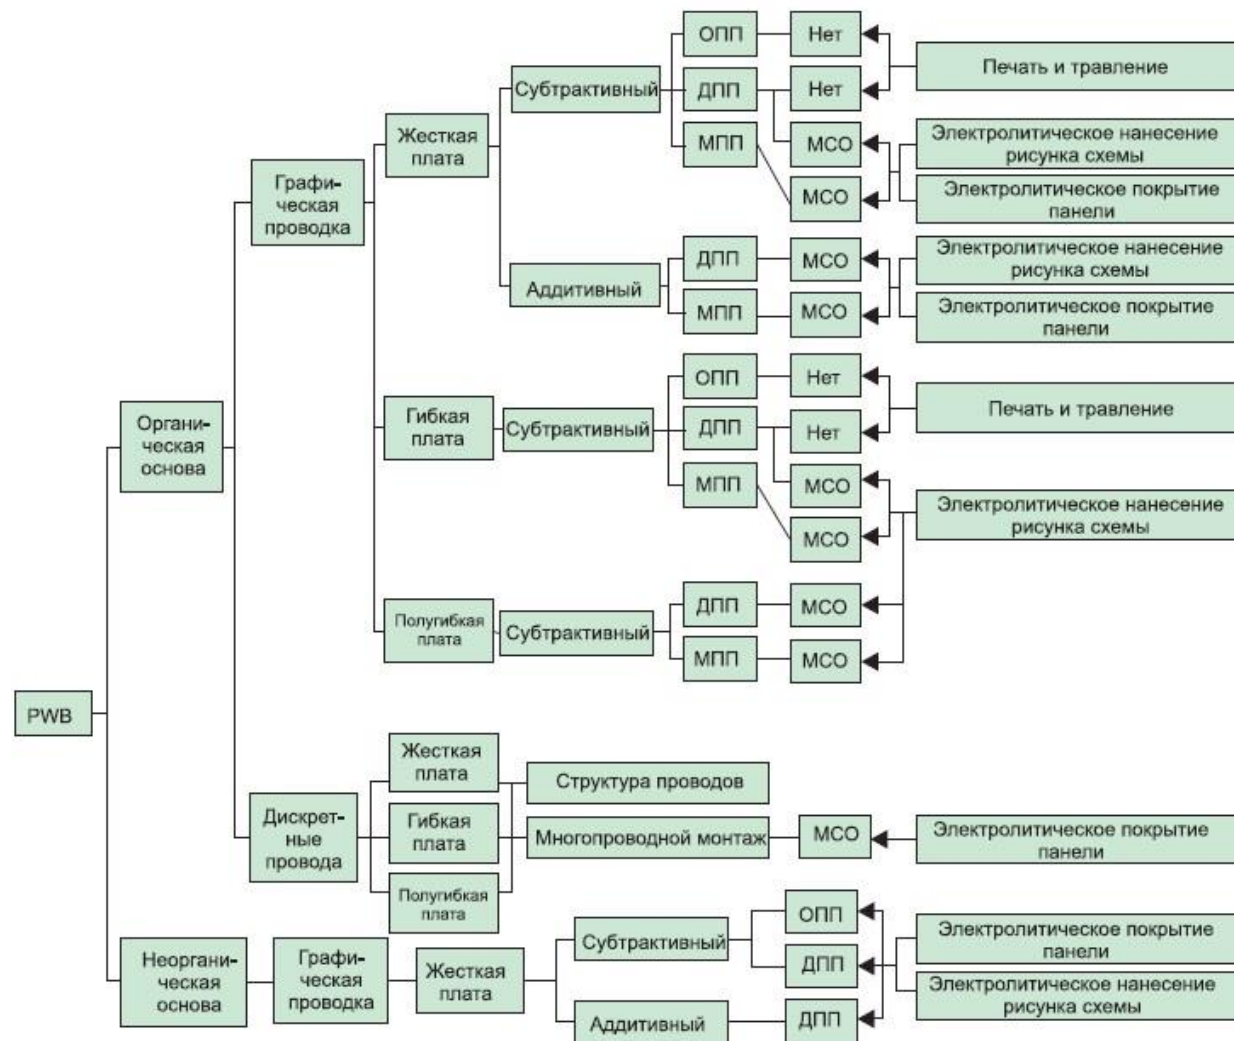 ОПП
Нет
Печать и травление
Субтрактивный
ДПП
Нет
Жесткая
плата
МПП
МСО
Электролитическое нанесение
рисунка схемы
МСО
Электролитическое покрытие
панели
Графи-
ческая
проводка
Аддитивный
ДПП
МСО
Электролитическое нанесение
рисунка схемы
МПП
МСО
Электролитическое покрытие
панели
ОПП
Нет
Печать и травление
Органи-
ческая
основа
Гибкая
плата
Субтрактивный
ДПП
Нет
МПП
МСО
Электролитическое нанесение
рисунка схемы
МСО
Полугибкая
плата
Субтрактивный
ДПП
МСО
МПП
МСО
PWB
Дискрет-
ные
провода
Жесткая
плата
Структура проводов
Гибкая
плата
Многопроводной монтаж
МСО
Электролитическое покрытие
панели
Полугибкая
плата
Неоргани-
ческая
основа
Графи-
ческая
проводка
Жесткая
плата
Субтрактивный
ОПП
Электролитическое покрытие
панели
ДПП
Электролитическое нанесение
рисунка схемы
Аддитивный
ДПП